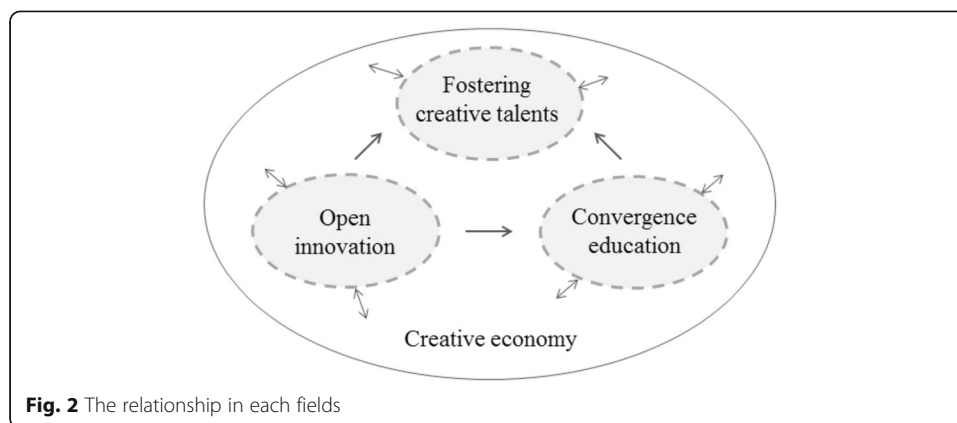 Fostering
creative talents
Open
innovation
Convergence
education
Creative economy
Fig. 2 The relationship in each fields